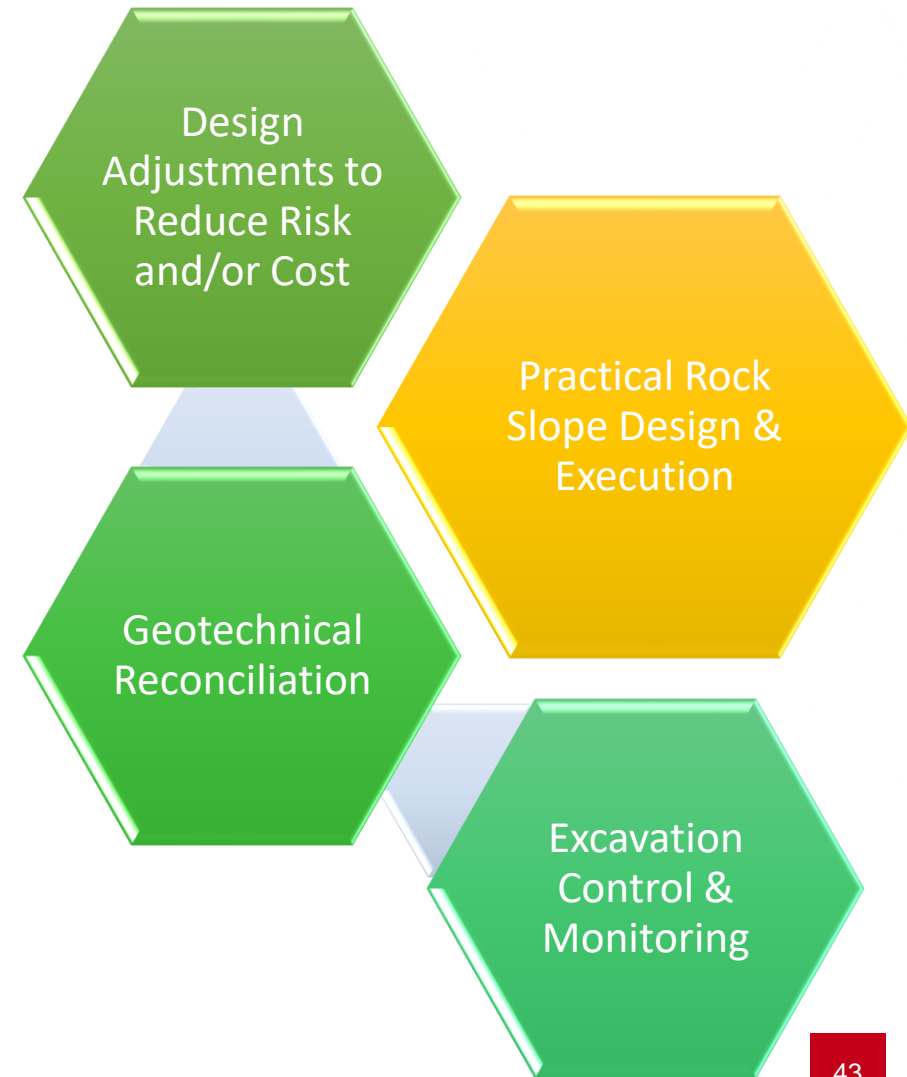 Design
Adjustments to
Reduce Risk
and/or Cost
Practical Rock
Slope Design &
Execution
Geotechnical
Reconciliation
Excavation
Control &
Monitoring
43